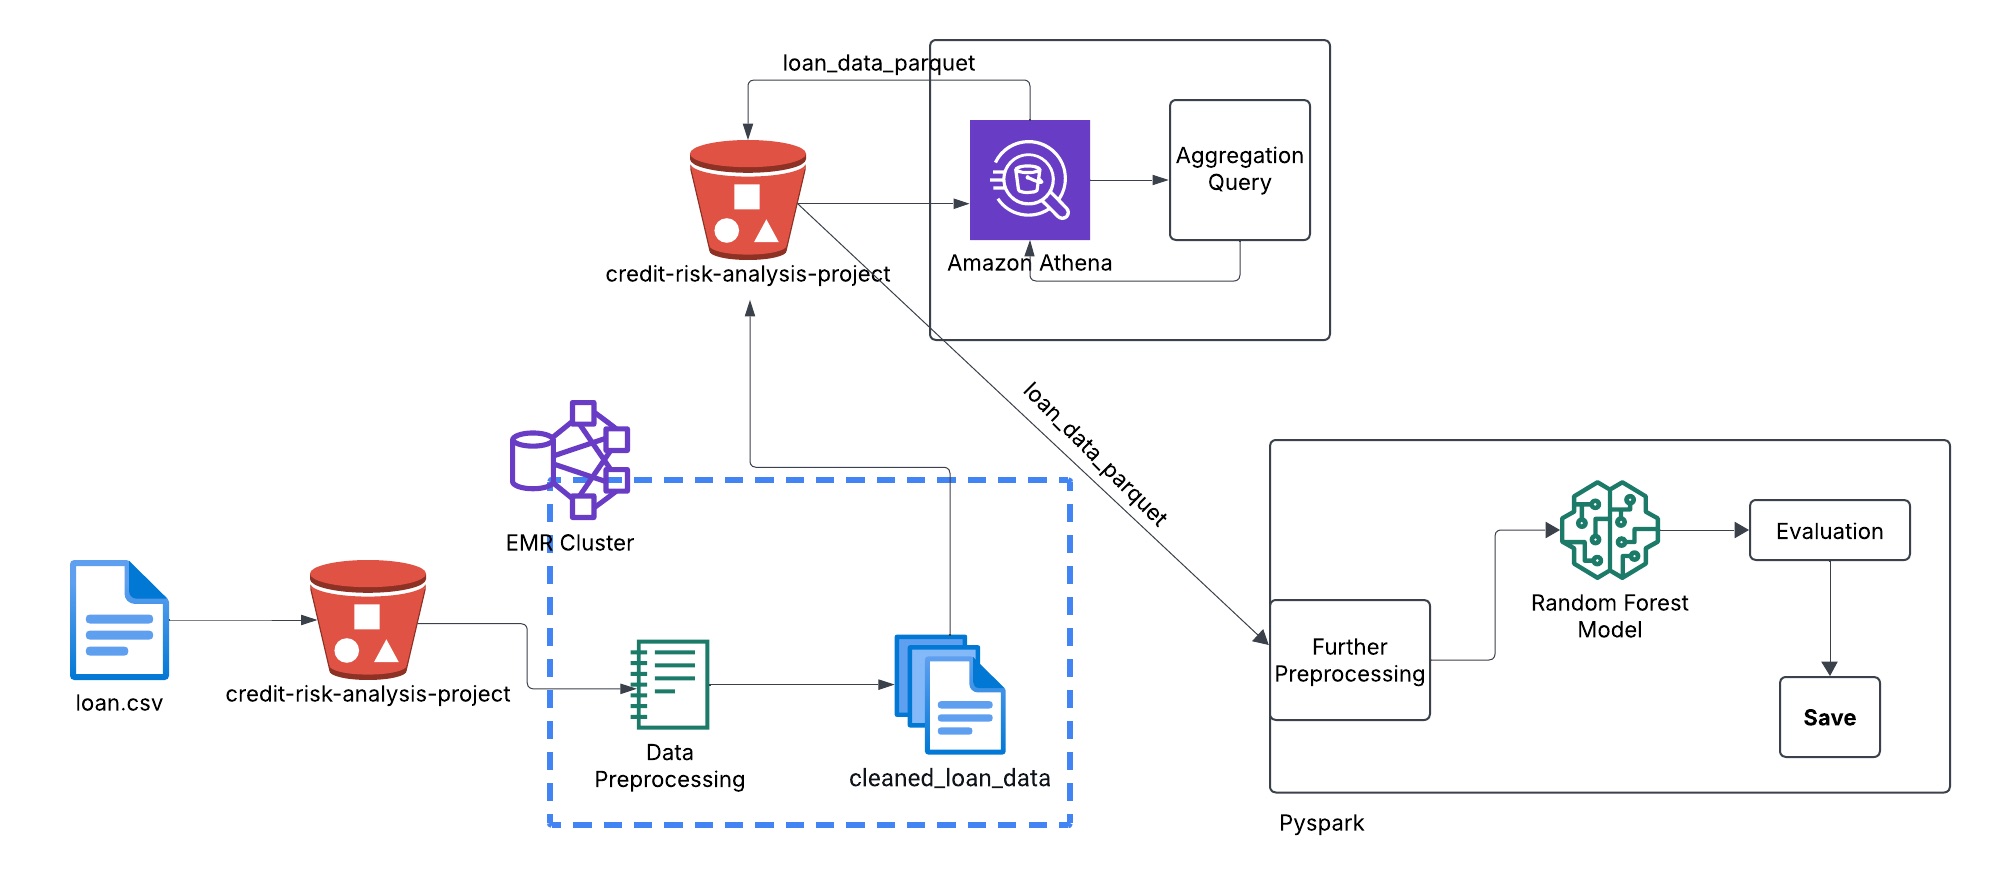 loan_data_parquet
Aggregation
Query
Amazon Athena
credit-risk-analysis-project
loan_data_parquet
EMR Cluster
loan.csv
credit-risk-analysis-project
Data
Preprocessing
cleaned_loan_data
Further
Preprocessing
Random Forest
Model
Evaluation
Save
Pyspark